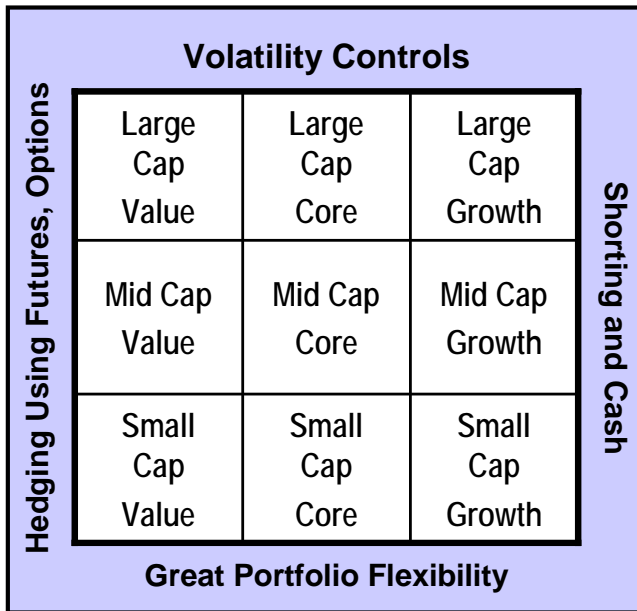 Volatility Controls
Hedging Using Futures, Options
Large
Cap
Value
Large
Cap
Core
Large
Cap
Growth
Mid Cap
Value
Mid Cap
Core
Mid Cap
Growth
Small
Cap
Value
Small
Cap
Core
Small
Cap
Growth
Shorting and Cash
Great Portfolio Flexibility